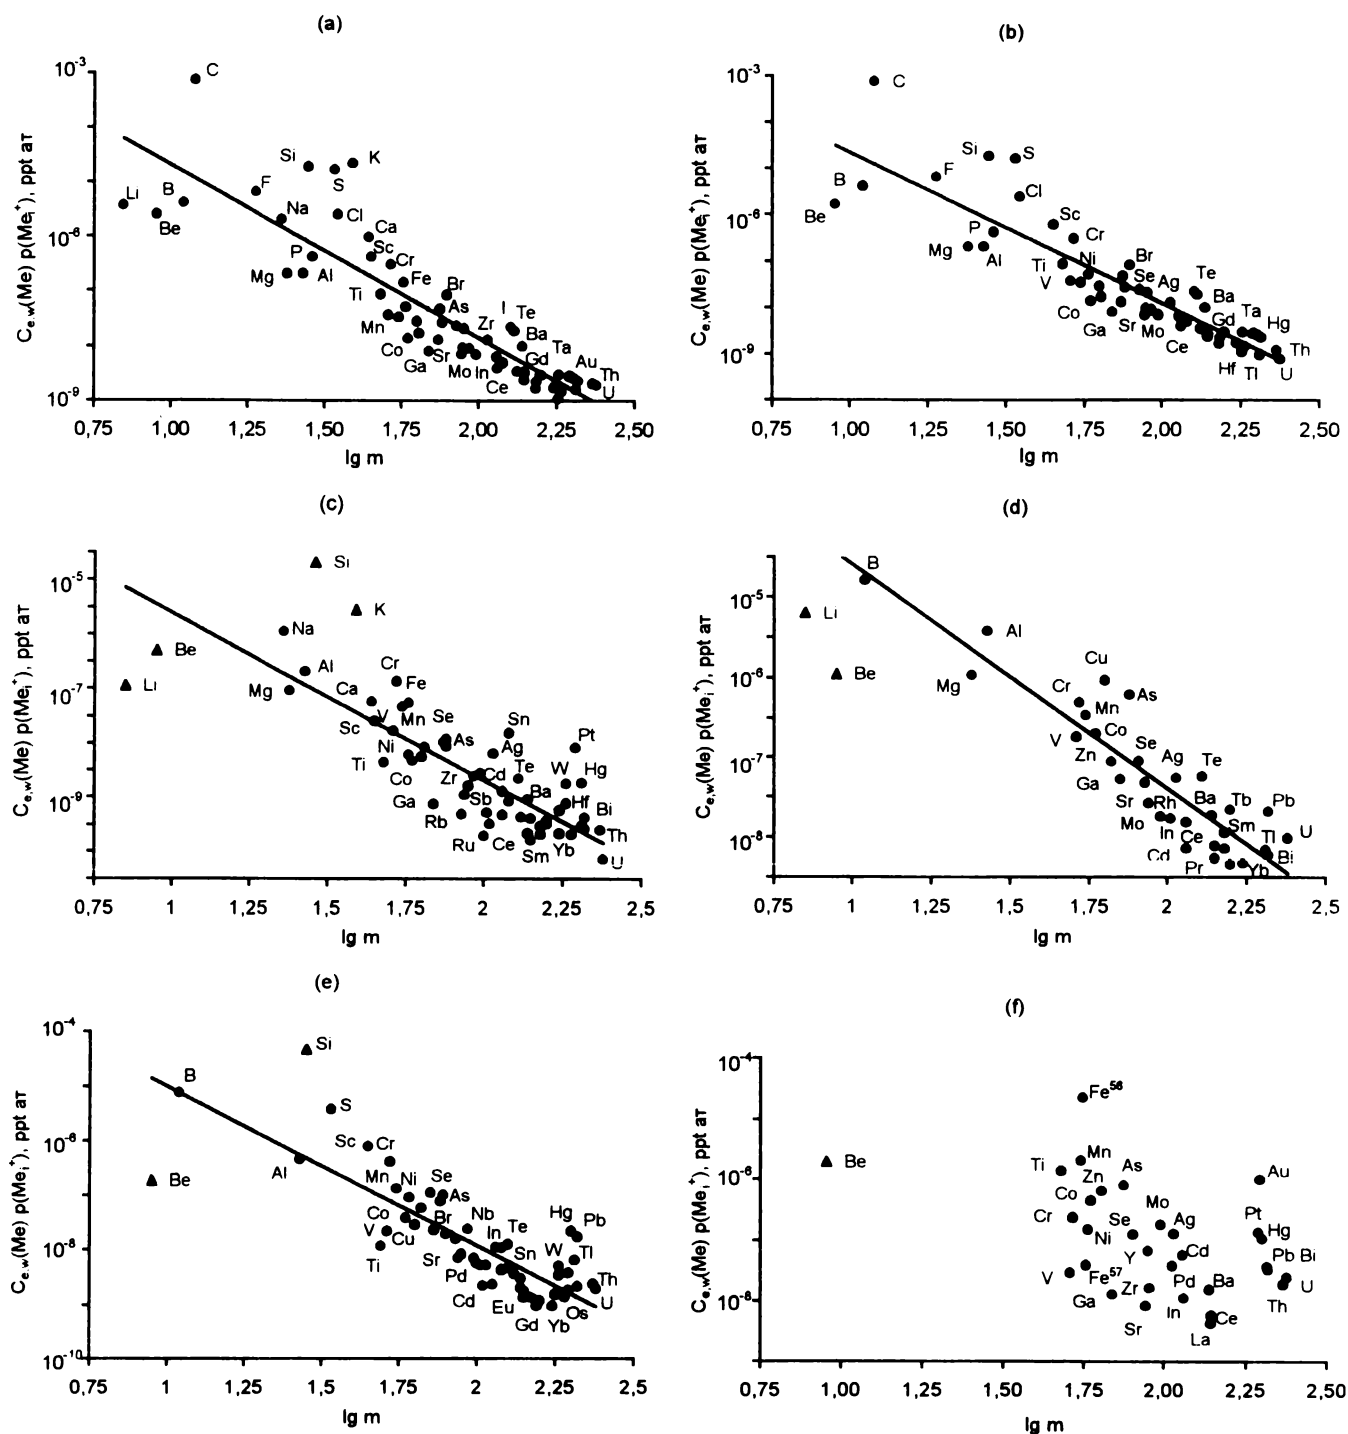 (a)
C_e.w(Me) p(Me_i^+), ppt ат
10^-3
10^-6
10^-9
C
Si
K
S
F
Li
B
Be
Na
Cl
Ca
P
Sc
Cr
Mg
Al
Fe
Ti
Br
As
I
Te
Mn
Zr
Co
Ba
Ga
Sr
Gd
Ta
Mo
In
Au
Ce
Th
U
0,75 1,00 1,25 1,50 1,75 2,00 2,25 2,50
lg m
(b)
C_e,w(Me) p(Me_i^+), ppt ат
10^-3
10^-6
10^-9
C
Si
S
F
B
Be
Cl
Sc
P
Cr
Mg
Al
Ti
Ni
Br
V
Se
Ag
Te
Co
Ba
Ga
Ta
Sr
Mo
Gd
Hg
Ce
Th
Hf
Tl
U
0,75 1,00 1,25 1,50 1,75 2,00 2,25 2,50
lg m
(c)
C_e,w(Me) p(Me_i^+), ppt ат
10^-5
10^-7
10^-9
Si
K
Na
Be
Li
Al
Mg
Cr
Fe
Ca
V
Mn
Sc
Se
Sn
Ni
As
Pt
Ti
Co
Ag
Zr
Cd
Te
W
Hg
Ga
Sb
Ba
Hf
Bi
Rb
Th
Ru
Ce
Sm
Yb
U
0,75 1 1,25 1,5 1,75 2 2,25 2,5
lg m
(d)
C_e,w(Me) p(Me_i^+), ppt ат
10^-5
10^-6
10^-7
10^-8
B
Li
Al
Be
Mg
Cu
Cr
As
Mn
Co
V
Zn
Se
Ag
Te
Ga
Sr
Rh
Ba
Tb
Pb
Mo
In
Sm
U
Ce
Tl
Cd
Bi
Pr
Yb
0,75 1 1,25 1,5 1,75 2 2,25 2,5
lg m
(e)
C_e.w(Me) p(Me_i^+), ppt ат
10^-4
10^-6
10^-8
10^-10
Si
B
S
Sc
Cr
Be
Al
Mn
Ni
Se
As
Co
Br
Nb
Hg
Pb
V
Cu
In
Te
Ti
Sn
W
Tl
Sr
Pd
Th
Cd
Eu
Os
U
Gd
Yb
0,75 1 1,25 1,5 1,75 2 2,25 2,5
lg m
(f)
C_e,w(Me) p(Me_i^+), ppt ат
10^-4
10^-6
10^-8
Fe^56
Be
Mn
Ti
Zn
As
Au
Co
Mo
Cr
Se
Ag
Pt
Ni
Hg
Y
Cd
V
Fe^57
Pb
Bi
Ga
Zr
Pd
Ba
U
Sr
In
Ce
Th
La
0,75 1,00 1,25 1,50 1,75 2,00 2,25 2,50
lg m